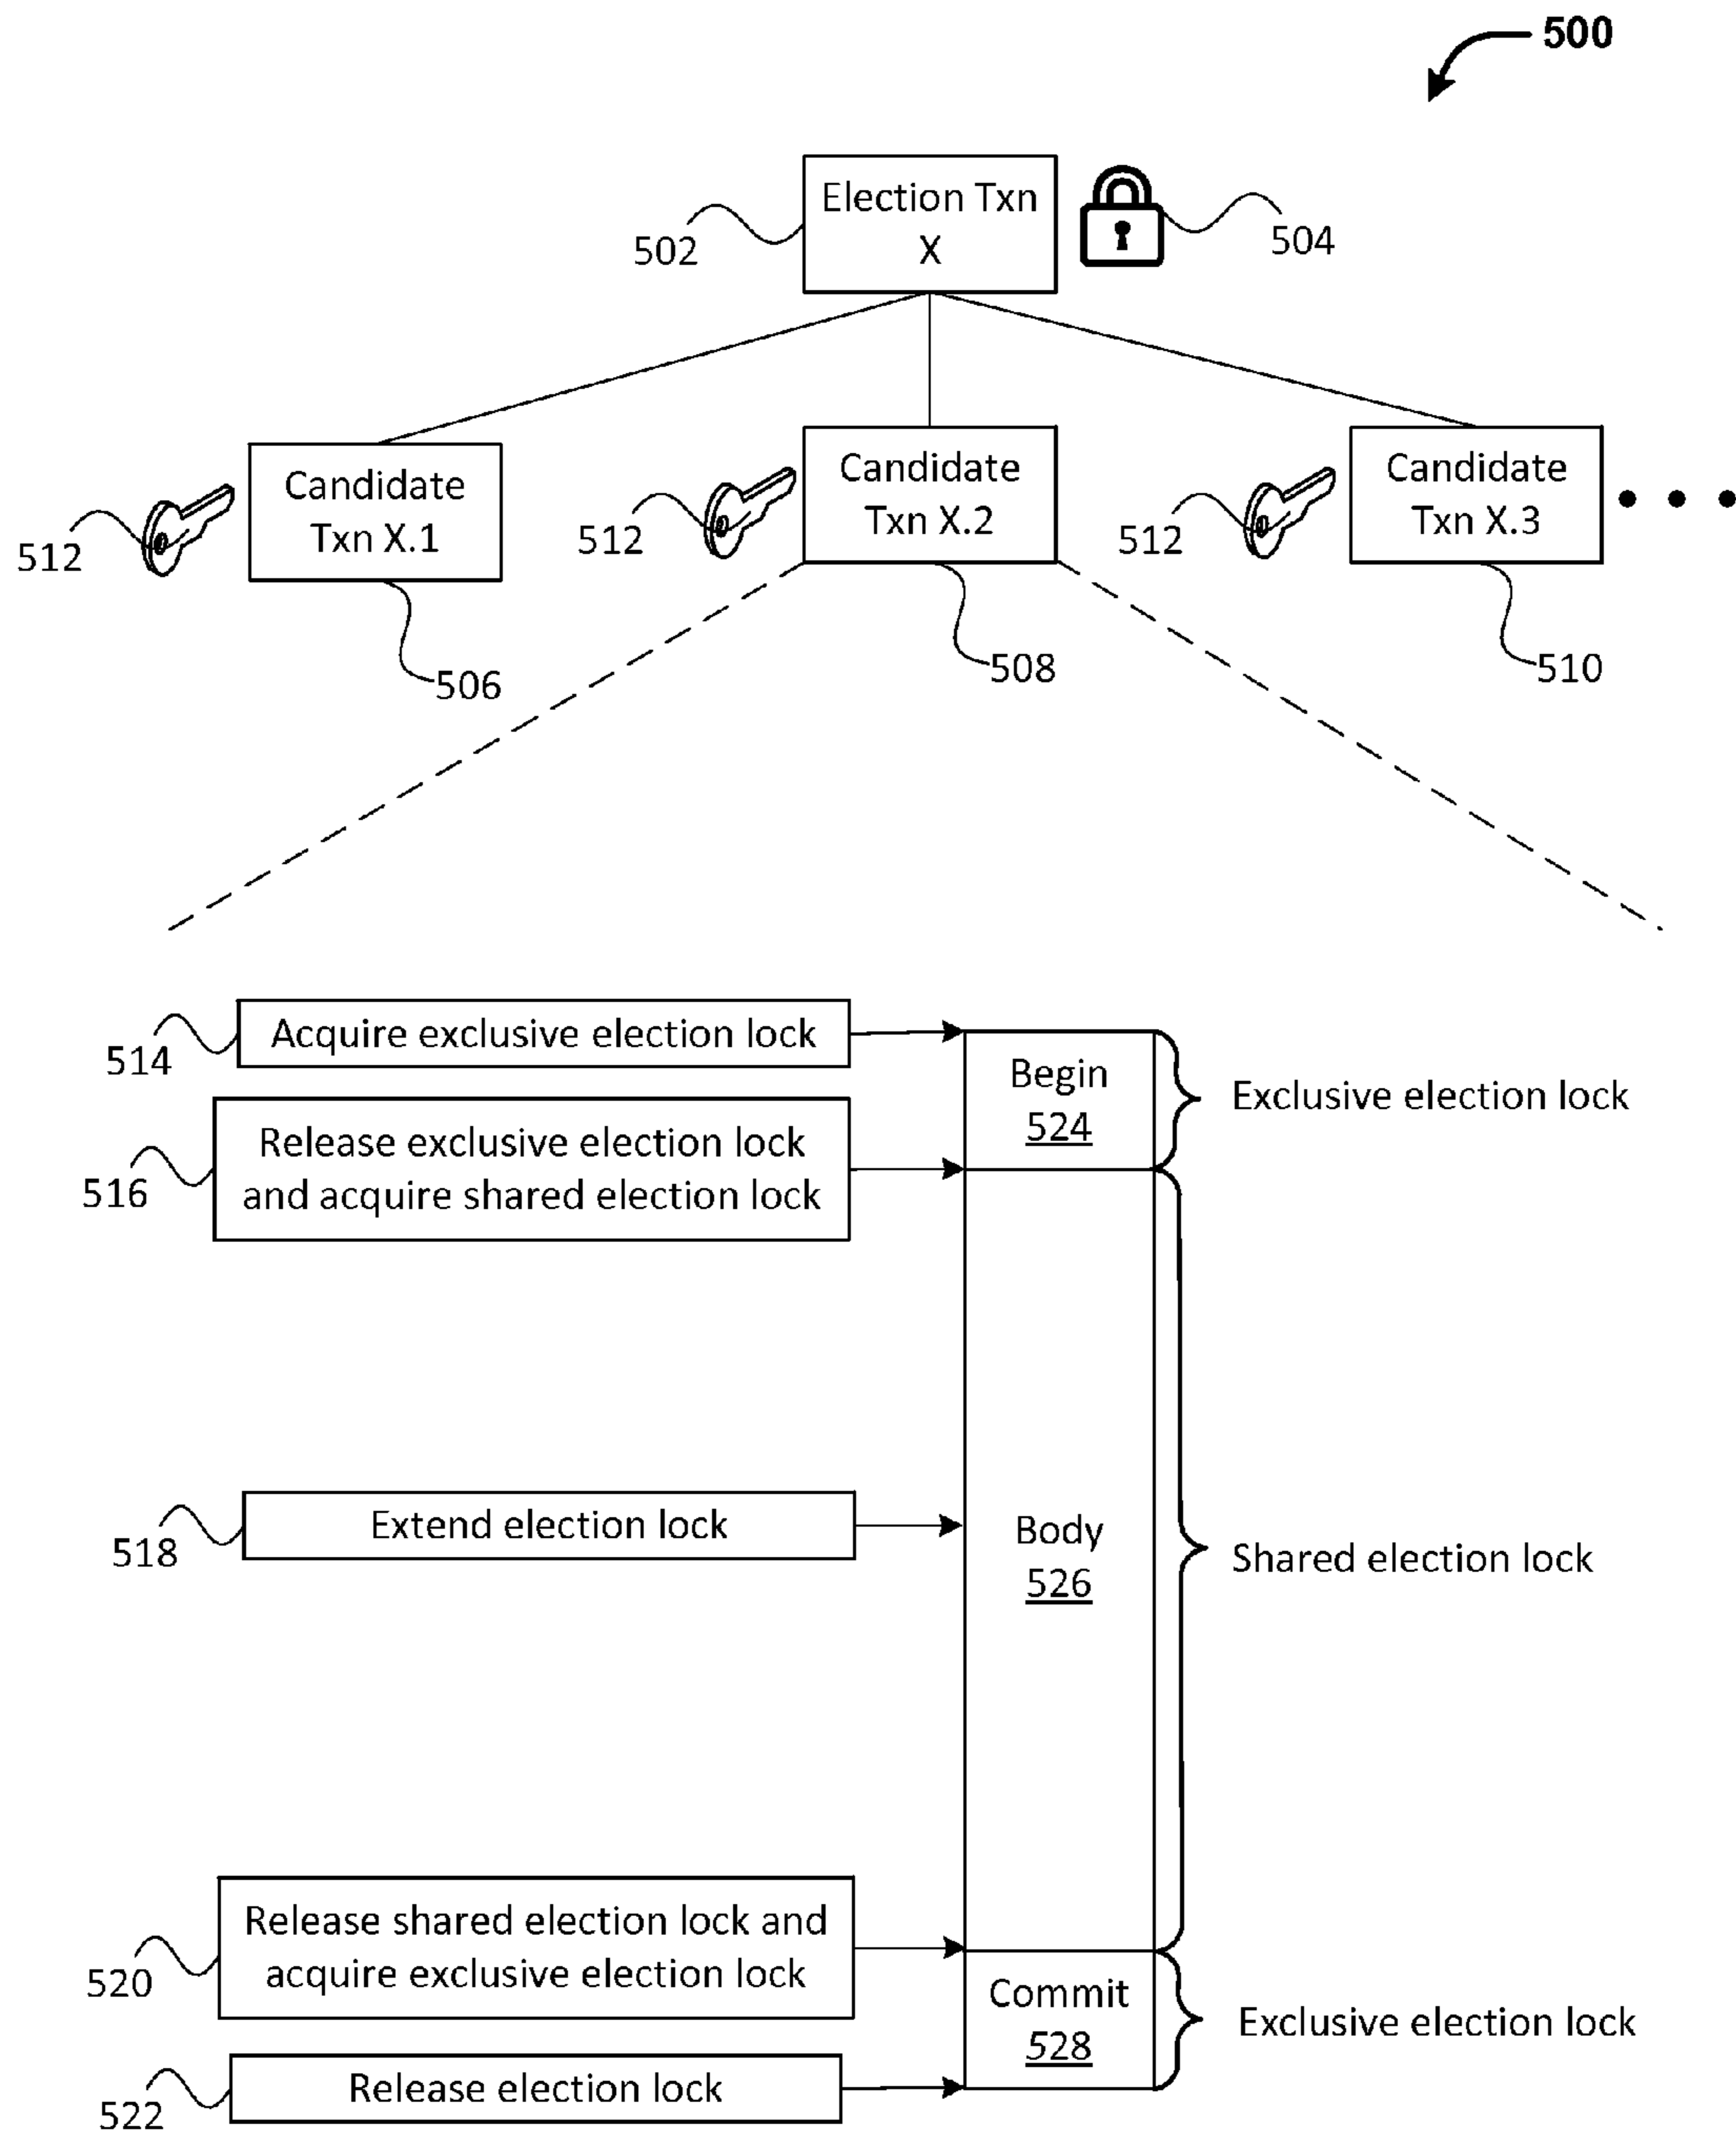 500
Election Txn
X
502
504
Candidate
Txn X.1
Candidate
Txn X.2
Candidate
Txn X.3
512
512
512
506
508
510
Acquire exclusive election lock
514
Begin
524
Exclusive election lock
Release exclusive election lock
and acquire shared election lock
516
Extend election lock
518
Body
526
Shared election lock
Release shared election lock and
acquire exclusive election lock
520
Commit
528
Exclusive election lock
Release election lock
522